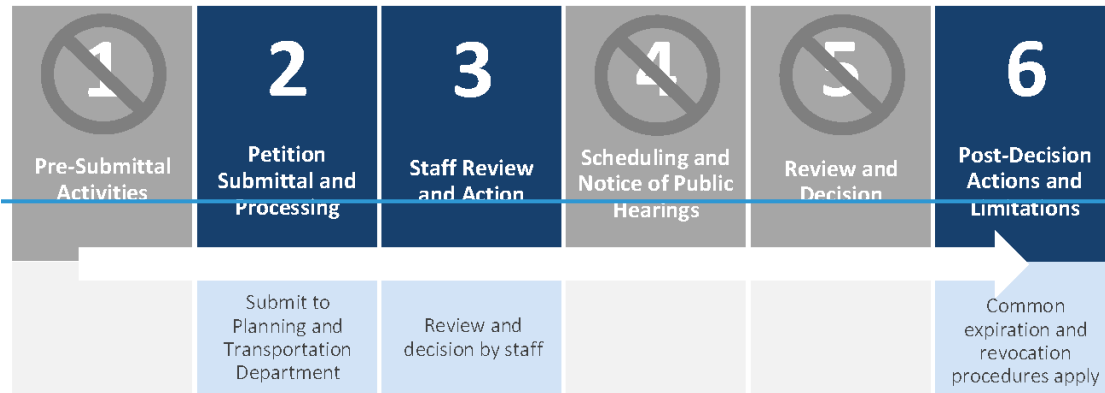 1
Pre-Submittal
Activities
2
Petition
Submittal and
Processing
3
Staff Review
and Action
4
Scheduling and
Notice of Public
Hearings
5
Review and
Decision
6
Post-Decision
Actions and
Limitations
Submit to
Planning and
Transportation
Department
Review and
decision by staff
Common
expiration and
revocation
procedures apply